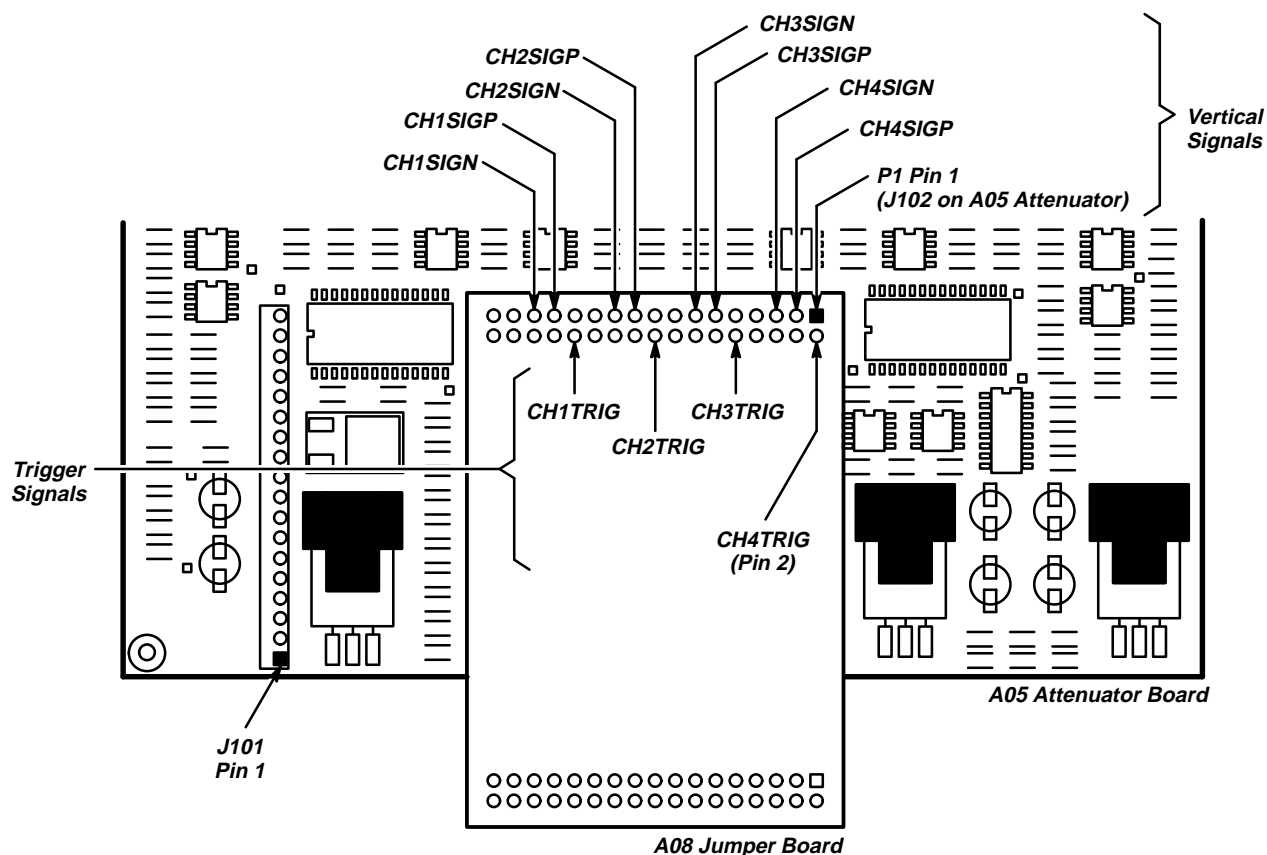 CH3SIGN
CH2SIGP
CH3SIGP
CH2SIGN
CH4SIGN
CH1SIGP
CH4SIGP
CH1SIGN
Vertical
Signals
P1 Pin 1
(J102 on A05 Attenuator)
CH1TRIG
CH3TRIG
CH2TRIG
Trigger
Signals
CH4TRIG
(Pin 2)
A05 Attenuator Board
J101
Pin 1
A08 Jumper Board